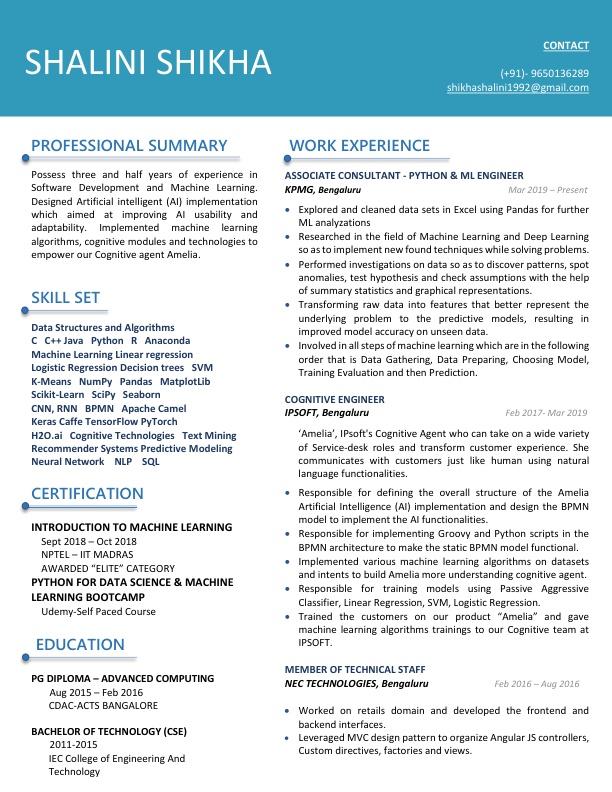 SHALINI SHIKHA
CONTACT
(+91)- 9650136289
shikhashalini1992@gmail.com
PROFESSIONAL SUMMARY
Possess three and half years of experience in
Software Development and Machine Learning.
Designed Artificial intelligent (AI) implementation
which aimed at improving AI usability and
adaptability. Implemented machine learning
algorithms, cognitive modules and technologies to
empower our Cognitive agent Amelia.
SKILL SET
Data Structures and Algorithms
C C++ Java Python R Anaconda
Machine Learning Linear regression
Logistic Regression Decision trees SVM
K-Means NumPy Pandas MatplotLib
Scikit-Learn SciPy Seaborn
CNN, RNN BPMN Apache Camel
Keras Caffe TensorFlow PyTorch
H2O.ai Cognitive Technologies Text Mining
Recommender Systems Predictive Modeling
Neural Network NLP SQL
CERTIFICATION
INTRODUCTION TO MACHINE LEARNING
Sept 2018 – Oct 2018
NPTEL – IIT MADRAS
AWARDED “ELITE” CATEGORY
PYTHON FOR DATA SCIENCE & MACHINE
LEARNING BOOTCAMP
Udemy-Self Paced Course
EDUCATION
PG DIPLOMA – ADVANCED COMPUTING
Aug 2015 – Feb 2016
CDAC-ACTS BANGALORE
BACHELOR OF TECHNOLOGY (CSE)
2011-2015
IEC College of Engineering And
Technology
WORK EXPERIENCE
ASSOCIATE CONSULTANT - PYTHON & ML ENGINEER
KPMG, Bengaluru Mar 2019 – Present
• Explored and cleaned data sets in Excel using Pandas for further
ML analyzations
• Researched in the field of Machine Learning and Deep Learning
so as to implement new found techniques while solving problems.
• Performed investigations on data so as to discover patterns, spot
anomalies, test hypothesis and check assumptions with the help
of summary statistics and graphical representations.
• Transforming raw data into features that better represent the
underlying problem to the predictive models, resulting in
improved model accuracy on unseen data.
• Involved in all steps of machine learning which are in the following
order that is Data Gathering, Data Preparing, Choosing Model,
Training Evaluation and then Prediction.
COGNITIVE ENGINEER
IPSOFT, Bengaluru Feb 2017- Mar 2019
‘Amelia’, IPsoft's Cognitive Agent who can take on a wide variety
of Service-desk roles and transform customer experience. She
communicates with customers just like human using natural
language functionalities.
• Responsible for defining the overall structure of the Amelia
Artificial Intelligence (AI) implementation and design the BPMN
model to implement the AI functionalities.
• Responsible for implementing Groovy and Python scripts in the
BPMN architecture to make the static BPMN model functional.
• Implemented various machine learning algorithms on datasets
and intents to build Amelia more understanding cognitive agent.
• Responsible for training models using Passive Aggressive
Classifier, Linear Regression, SVM, Logistic Regression.
• Trained the customers on our product “Amelia” and gave
machine learning algorithms trainings to our Cognitive team at
IPSOFT.
MEMBER OF TECHNICAL STAFF
NEC TECHNOLOGIES, Bengaluru Feb 2016 – Aug 2016
• Worked on retails domain and developed the frontend and
backend interfaces.
• Leveraged MVC design pattern to organize Angular JS controllers,
Custom directives, factories and views.